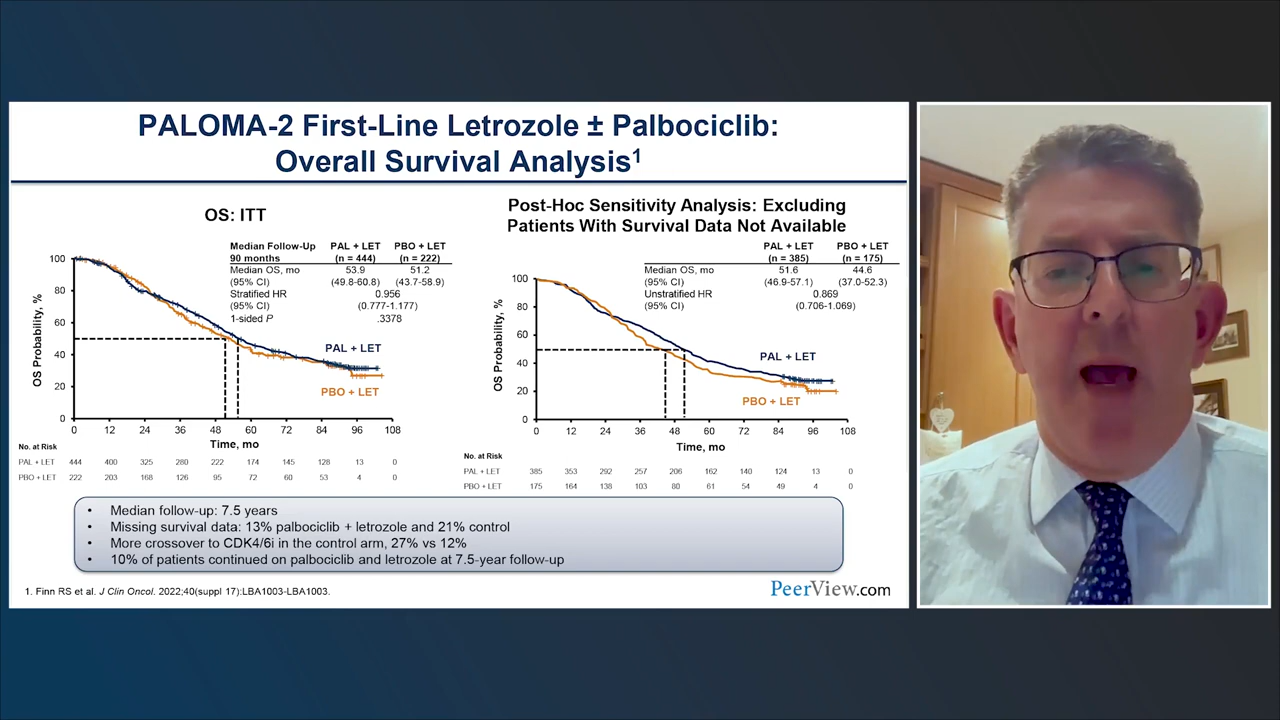 PALOMA-2 First-Line Letrozole ± Palbociclib:
Overall Survival Analysis1
OS: ITT
Median Follow-Up PAL + LET PBO + LET
90 months (n = 444) (n = 222)
Median OS, mo 53.9 51.2
(95% CI) (49.8-60.8) (43.7-58.9)
Stratified HR 0.956
(95% CI) (0.777-1.177)
1-sided P .3378
OS Probability, %
100
80
60
40
20
0
PAL + LET
PBO + LET
0 12 24 36 48 60 72 84 96 108
Time, mo
No. at Risk
PAL + LET 444 400 325 280 222 174 145 128 13 0
PBO + LET 222 203 168 126 95 72 60 53 4 0
Post-Hoc Sensitivity Analysis: Excluding
Patients With Survival Data Not Available
PAL + LET PBO + LET
(n = 385) (n = 175)
Median OS, mo 51.6 44.6
(95% CI) (46.9-57.1) (37.0-52.3)
Unstratified HR 0.869
(95% CI) (0.706-1.069)
OS Probability, %
100
80
60
40
20
0
PAL + LET
PBO + LET
0 12 24 36 48 60 72 84 96 108
Time, mo
No. at Risk
PAL + LET 385 353 292 257 206 162 140 124 13 0
PBO + LET 175 164 138 103 80 61 54 49 4 0
• Median follow-up: 7.5 years
• Missing survival data: 13% palbociclib + letrozole and 21% control
• More crossover to CDK4/6i in the control arm, 27% vs 12%
• 10% of patients continued on palbociclib and letrozole at 7.5-year follow-up
1. Finn RS et al. J Clin Oncol. 2022;40(suppl 17):LBA1003-LBA1003.
PeerView.com